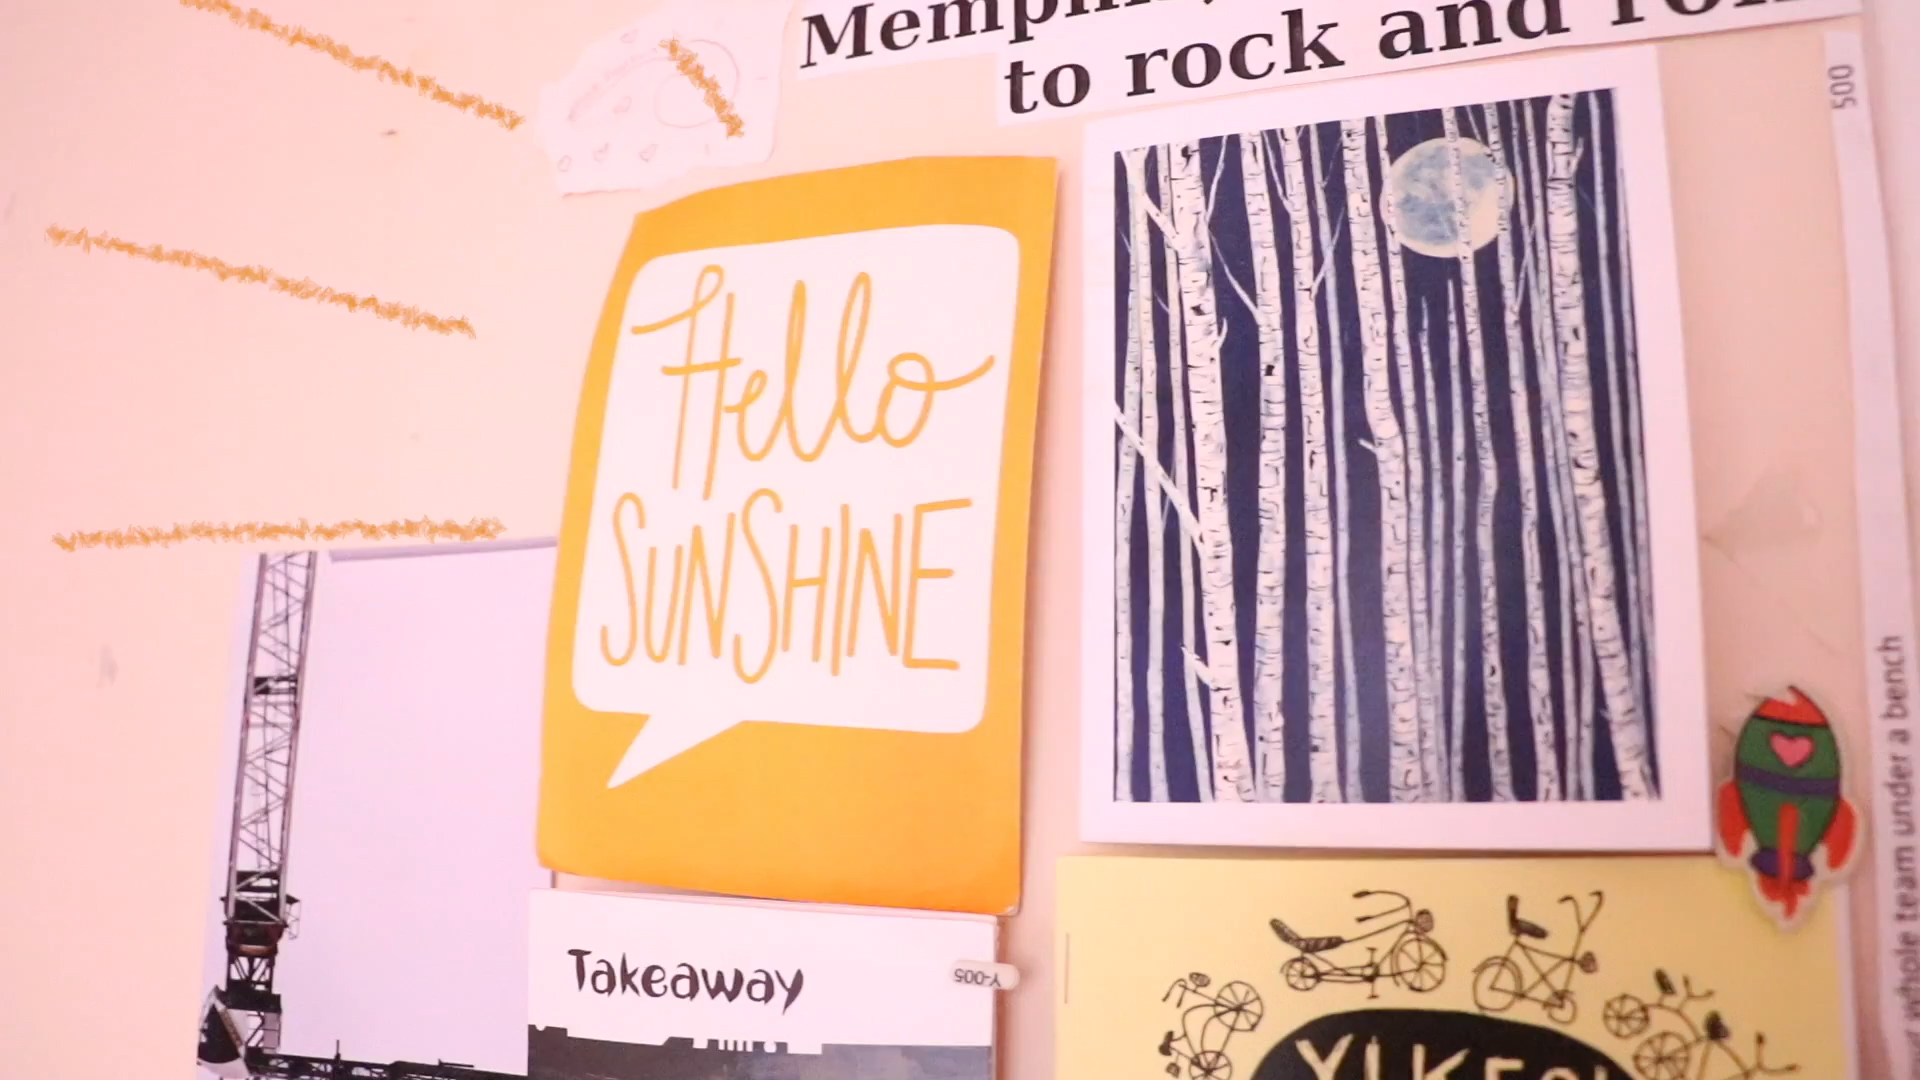 to rock and
500
Hello
SUNSHINE
whole team under a bench
Takeaway
Y-005